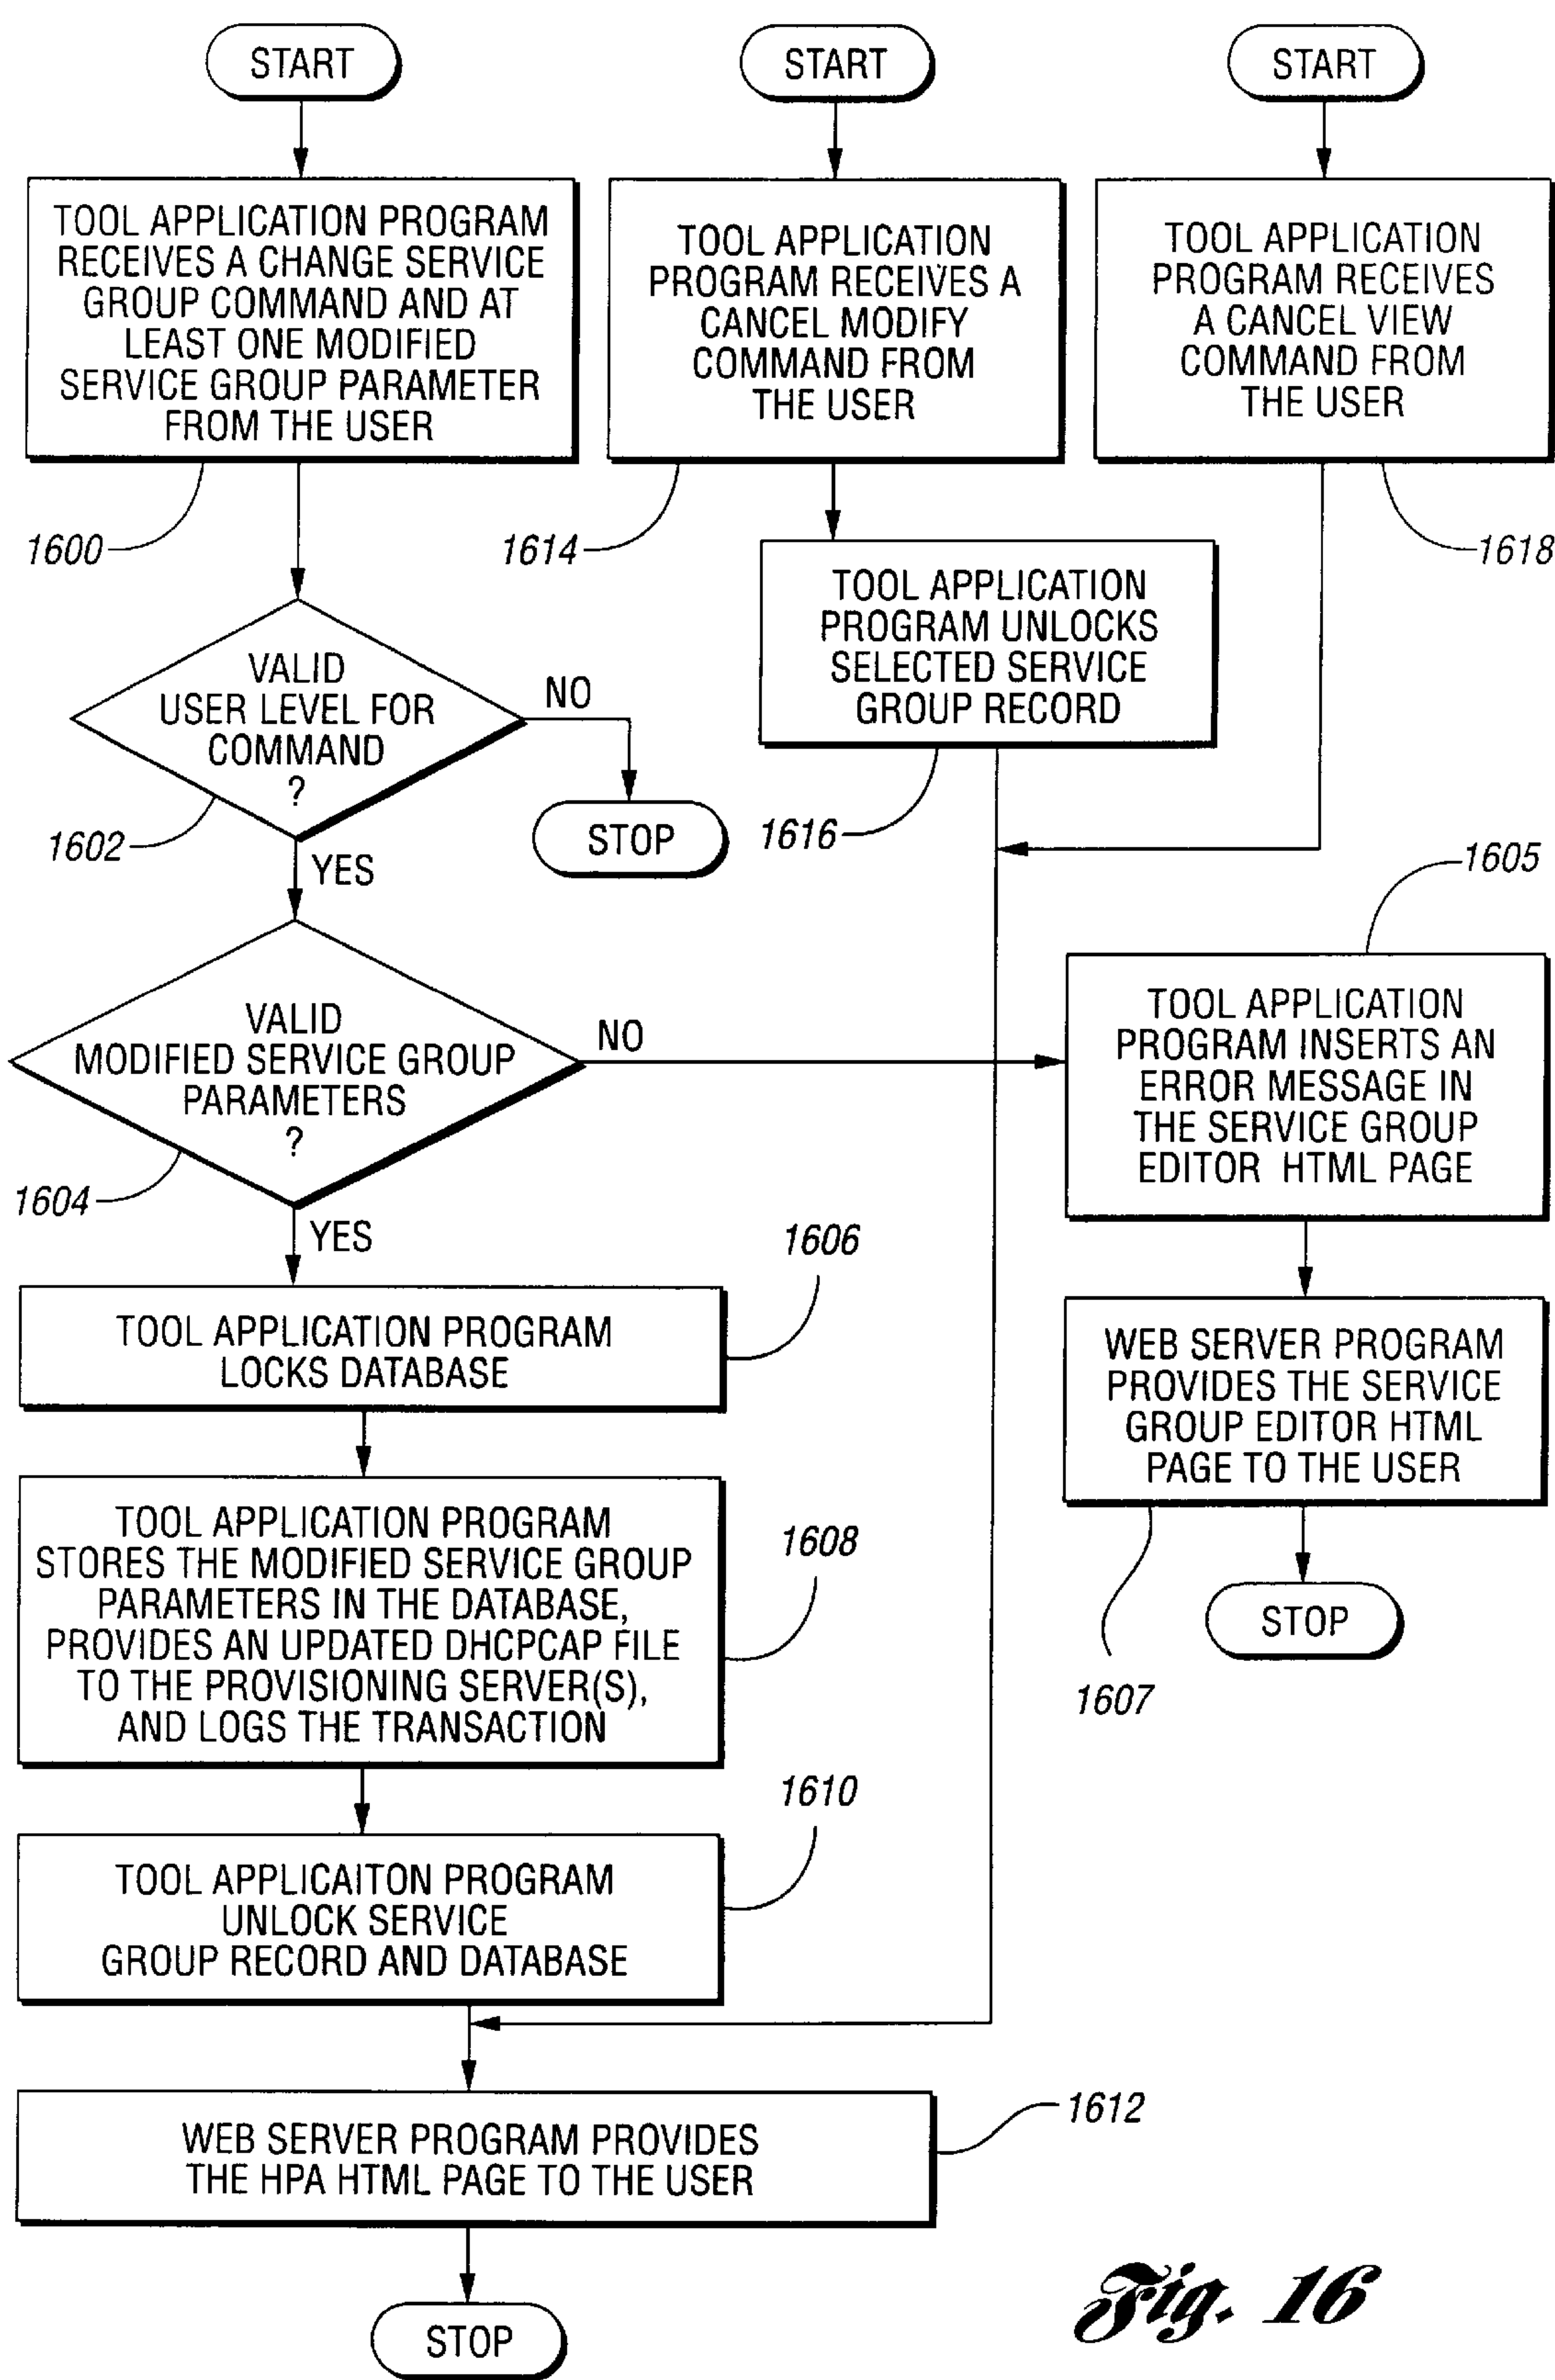 START
START
START
TOOL APPLICATION PROGRAM
RECEIVES A CHANGE SERVICE
GROUP COMMAND AND AT
LEAST ONE MODIFIED
SERVICE GROUP PARAMETER
FROM THE USER
TOOL APPLICATION
PROGRAM RECEIVES A
CANCEL MODIFY
COMMAND FROM
THE USER
TOOL APPLICATION
PROGRAM RECEIVES
A CANCEL VIEW
COMMAND FROM
THE USER
1600
1614
1618
TOOL APPLICATION
PROGRAM UNLOCKS
SELECTED SERVICE
GROUP RECORD
VALID
USER LEVEL FOR
COMMAND
?
NO
STOP
1602
1616
YES
1605
VALID
MODIFIED SERVICE GROUP
PARAMETERS
?
NO
TOOL APPLICATION
PROGRAM INSERTS AN
ERROR MESSAGE IN
THE SERVICE GROUP
EDITOR HTML PAGE
1604
YES
1606
TOOL APPLICATION PROGRAM
LOCKS DATABASE
WEB SERVER PROGRAM
PROVIDES THE SERVICE
GROUP EDITOR HTML
PAGE TO THE USER
TOOL APPLICATION PROGRAM
STORES THE MODIFIED SERVICE GROUP
PARAMETERS IN THE DATABASE,
PROVIDES AN UPDATED DHCPCAP FILE
TO THE PROVISIONING SERVER(S),
AND LOGS THE TRANSACTION
1608
STOP
1607
1610
TOOL APPLICAITON PROGRAM
UNLOCK SERVICE
GROUP RECORD AND DATABASE
WEB SERVER PROGRAM PROVIDES
THE HPA HTML PAGE TO THE USER
1612
STOP
Fig. 16